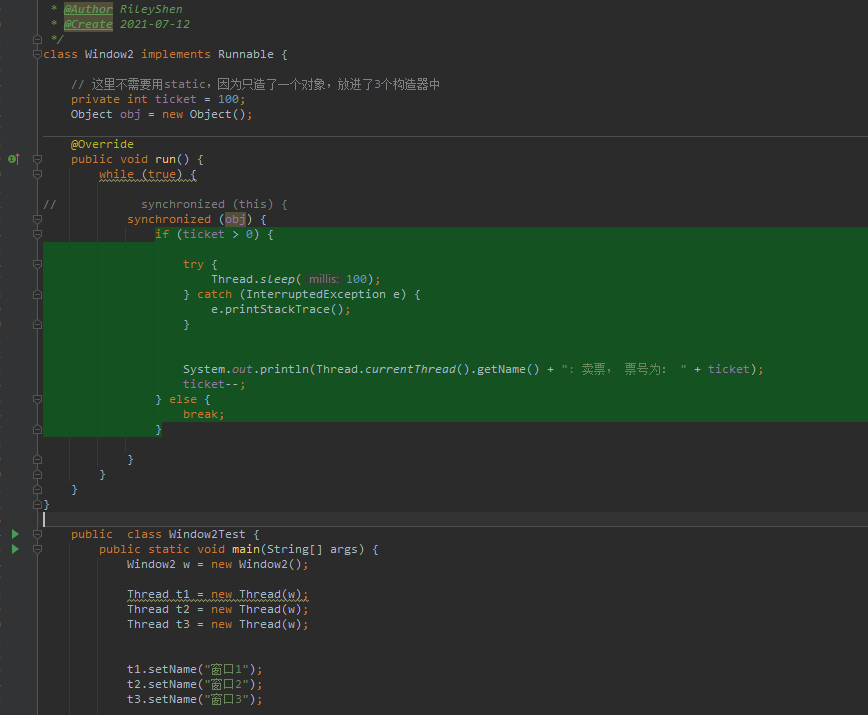 * @Author RileyShen
* @Create 2021-07-12
*/
class Window2 implements Runnable {
// 这里不需要用static，因为只造了一个对象，放进了3个构造器中
private int ticket = 100;
Object obj = new Object();
@Override
public void run() {
while (true) {
// synchronized (this) {
synchronized (obj) {
if (ticket > 0) {
try {
Thread.sleep( millis: 100);
} catch (InterruptedException e) {
e.printStackTrace();
}
System.out.println(Thread.currentThread().getName() + ": 卖票， 票号为： " + ticket);
ticket--;
} else {
break;
}
}
}
}
}
public  class Window2Test {
public static void main(String[] args) {
Window2 w = new Window2();
Thread t1 = new Thread(w);
Thread t2 = new Thread(w);
Thread t3 = new Thread(w);
t1.setName("窗口1");
t2.setName("窗口2");
t3.setName("窗口3");